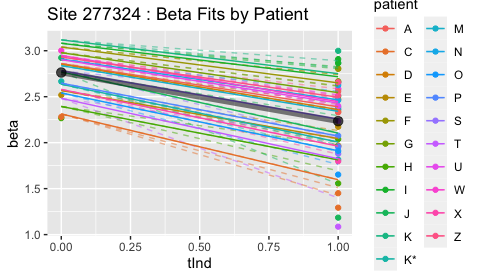 Site 277324 : Beta Fits by Patient
beta
3.0
2.5
2.0
1.5
1.0
0.00
0.25
0.50
0.75
1.00
tInd
patient
A
C
D
E
F
G
H
I
J
K
K*
M
N
O
P
S
T
U
W
X
Z